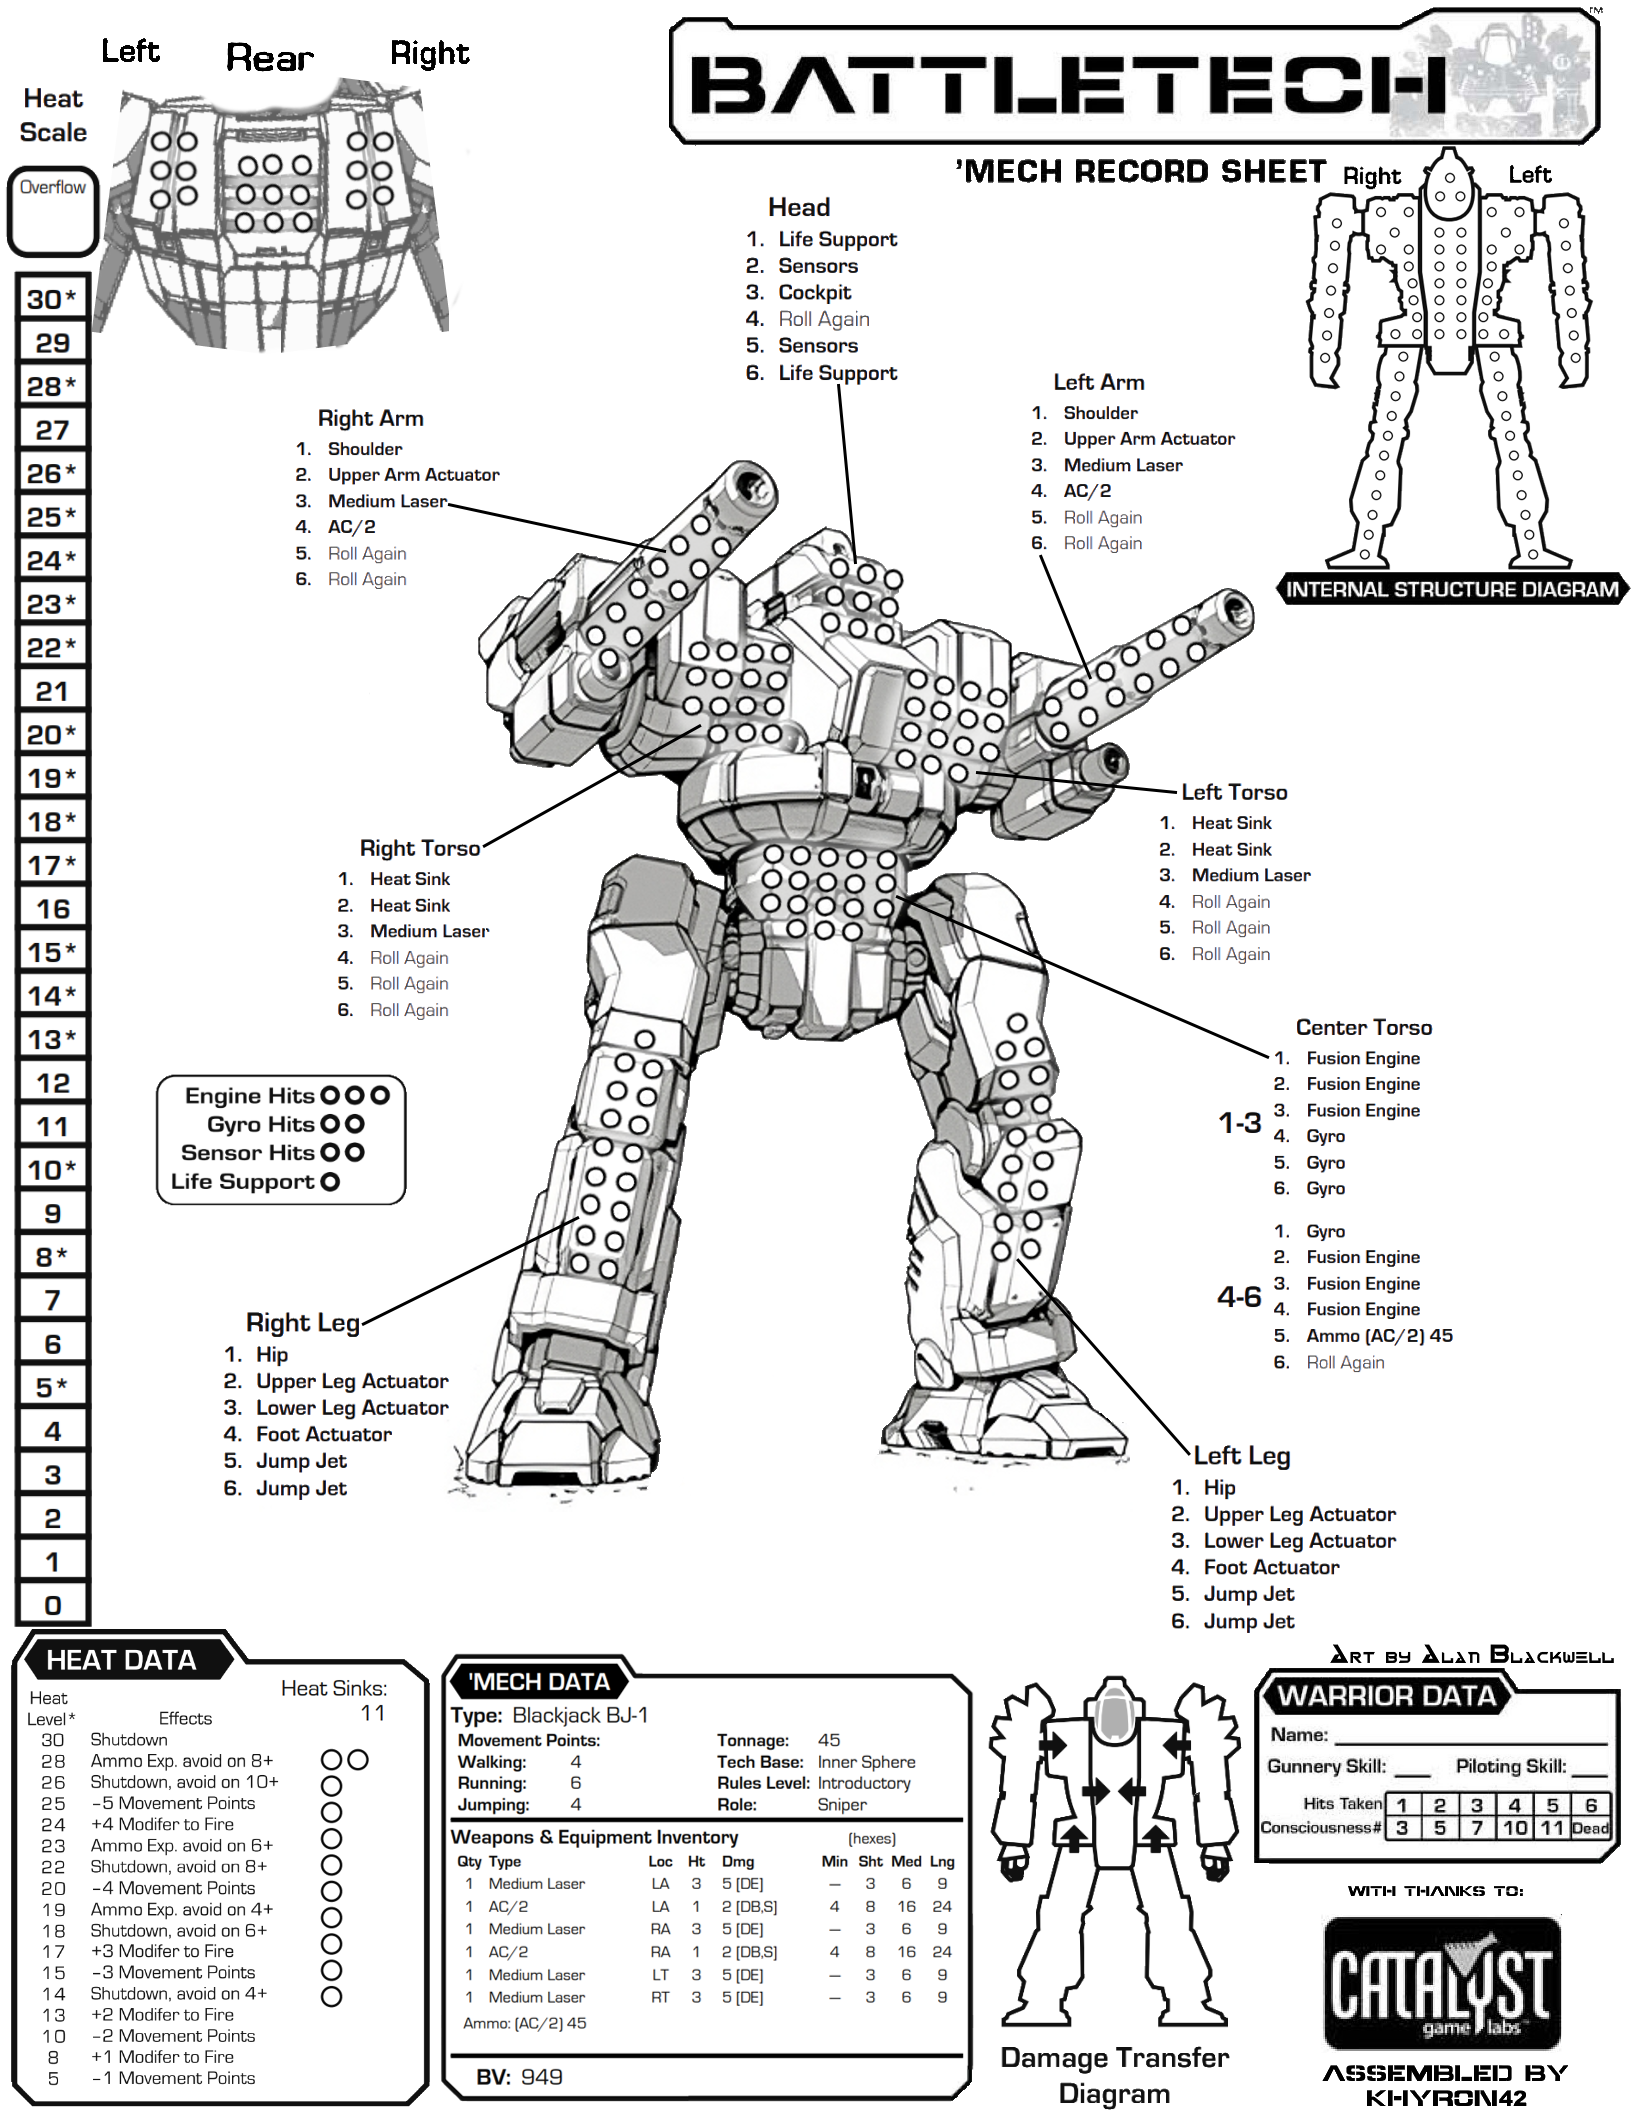 Left Rear Right
Heat
Scale
Overflow
30*
29
28*
27
26*
25*
24*
23*
22*
21
20*
19*
18*
17*
16
15*
14*
13*
12
11
10*
9
8*
7
6
5*
4
3
2
1
0
BATTLETECH
TM
'MECH RECORD SHEET
Right Left
INTERNAL STRUCTURE DIAGRAM
Head
1. Life Support
2. Sensors
3. Cockpit
4. Roll Again
5. Sensors
6. Life Support
Right Arm
1. Shoulder
2. Upper Arm Actuator
3. Medium Laser
4. AC/2
5. Roll Again
6. Roll Again
Left Arm
1. Shoulder
2. Upper Arm Actuator
3. Medium Laser
4. AC/2
5. Roll Again
6. Roll Again
Right Torso
1. Heat Sink
2. Heat Sink
3. Medium Laser
4. Roll Again
5. Roll Again
6. Roll Again
Left Torso
1. Heat Sink
2. Heat Sink
3. Medium Laser
4. Roll Again
5. Roll Again
6. Roll Again
Center Torso
1-3
1. Fusion Engine
2. Fusion Engine
3. Fusion Engine
4. Gyro
5. Gyro
6. Gyro
4-6
1. Gyro
2. Fusion Engine
3. Fusion Engine
4. Fusion Engine
5. Ammo (AC/2) 45
6. Roll Again
Engine Hits
Gyro Hits
Sensor Hits
Life Support
Right Leg
1. Hip
2. Upper Leg Actuator
3. Lower Leg Actuator
4. Foot Actuator
5. Jump Jet
6. Jump Jet
Left Leg
1. Hip
2. Upper Leg Actuator
3. Lower Leg Actuator
4. Foot Actuator
5. Jump Jet
6. Jump Jet
HEAT DATA
Heat Sinks:
11
Heat
Level* Effects
30 Shutdown
28 Ammo Exp. avoid on 8+
26 Shutdown, avoid on 10+
25 -5 Movement Points
24 +4 Modifer to Fire
23 Ammo Exp. avoid on 6+
22 Shutdown, avoid on 8+
20 -4 Movement Points
19 Ammo Exp. avoid on 4+
18 Shutdown, avoid on 6+
17 +3 Modifer to Fire
15 -3 Movement Points
14 Shutdown, avoid on 4+
13 +2 Modifer to Fire
10 -2 Movement Points
8 +1 Modifer to Fire
5 -1 Movement Points
'MECH DATA
Type: Blackjack BJ-1
Movement Points: Tonnage: 45
Walking: 4 Tech Base: Inner Sphere
Running: 6 Rules Level: Introductory
Jumping: 4 Role: Sniper
Weapons & Equipment Inventory (hexes)
Qty Type Loc Ht Dmg Min Sht Med Lng
1 Medium Laser LA 3 5 [DE] — 3 6 9
1 AC/2 LA 1 2 [DB,S] 4 8 16 24
1 Medium Laser RA 3 5 [DE] — 3 6 9
1 AC/2 RA 1 2 [DB,S] 4 8 16 24
1 Medium Laser LT 3 5 [DE] — 3 6 9
1 Medium Laser RT 3 5 [DE] — 3 6 9
Ammo: (AC/2) 45
BV: 949
Damage Transfer
Diagram
Art by Alan Blackwell
WARRIOR DATA
Name:
Gunnery Skill: Piloting Skill:
Hits Taken 1 2 3 4 5 6
Consciousness# 3 5 7 10 11 Dead
WITH THANKS TO:
CATALYST
game labs™
ASSEMBLED BY
KHYRON42